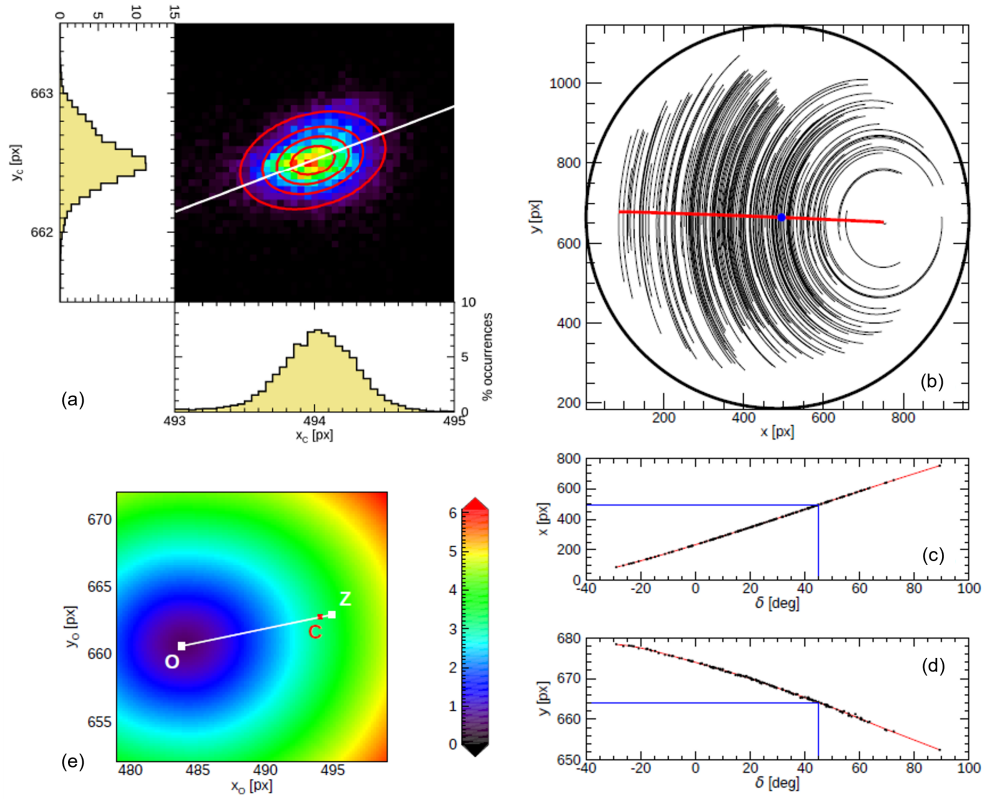 0 5 10 15
663
662
y_C [px]
10
5
0
% occurrences
493 494 495
x_C [px]
(a)
1000
800
600
400
200
y [px]
200 400 600 800
x [px]
(b)
670
665
660
655
y_O [px]
480 485 490 495
x_O [px]
O
C
Z
6
5
4
3
2
1
0
(e)
800
600
400
200
0
x [px]
-40 -20 0 20 40 60 80 100
δ [deg]
(c)
680
670
660
650
y [px]
-40 -20 0 20 40 60 80 100
δ [deg]
(d)